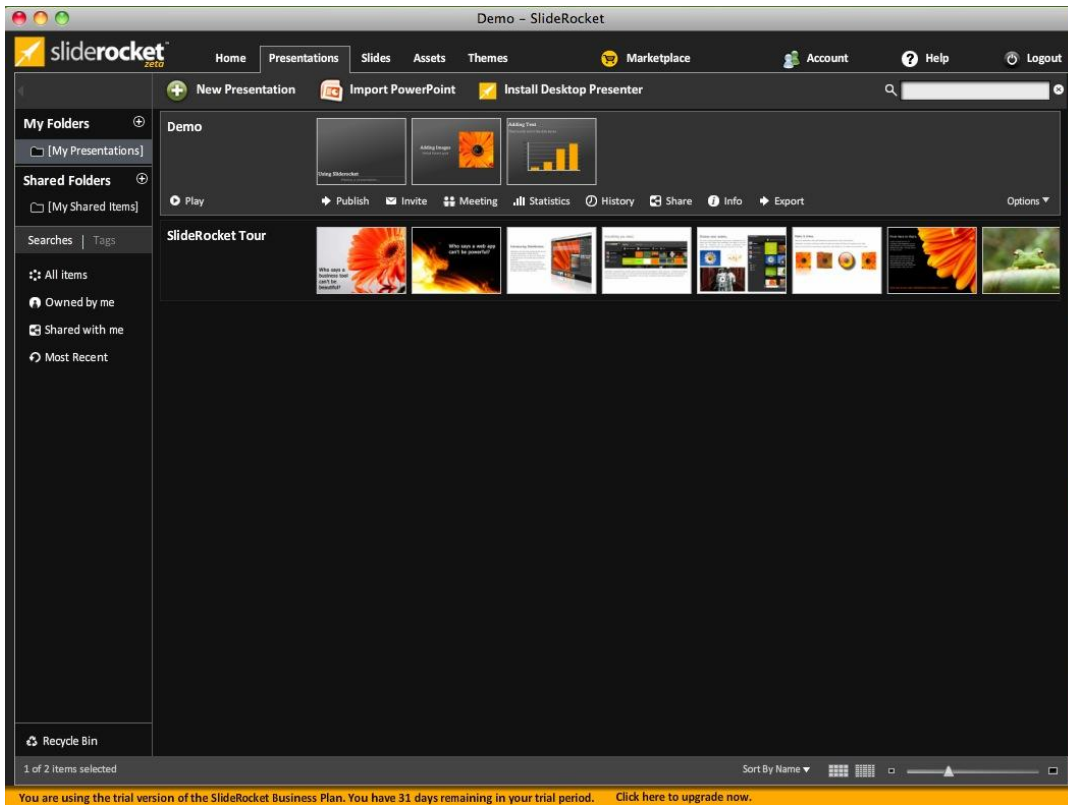 Demo – SlideRocket
sliderocket zeta
Home Presentations Slides Assets Themes Marketplace Account Help Logout
New Presentation Import PowerPoint Install Desktop Presenter
My Folders
[My Presentations]
Shared Folders
[My Shared Items]
Searches | Tags
All items
Owned by me
Shared with me
Most Recent
Recycle Bin
Demo
Using Sliderocket
Adding Images
Adding Text
Play Publish Invite Meeting Statistics History Share Info Export Options
SlideRocket Tour
Who says a
business tool
can't be
beautiful?
Who says a web app
can't be powerful?
1 of 2 items selected
Sort By Name
You are using the trial version of the SlideRocket Business Plan. You have 31 days remaining in your trial period. Click here to upgrade now.